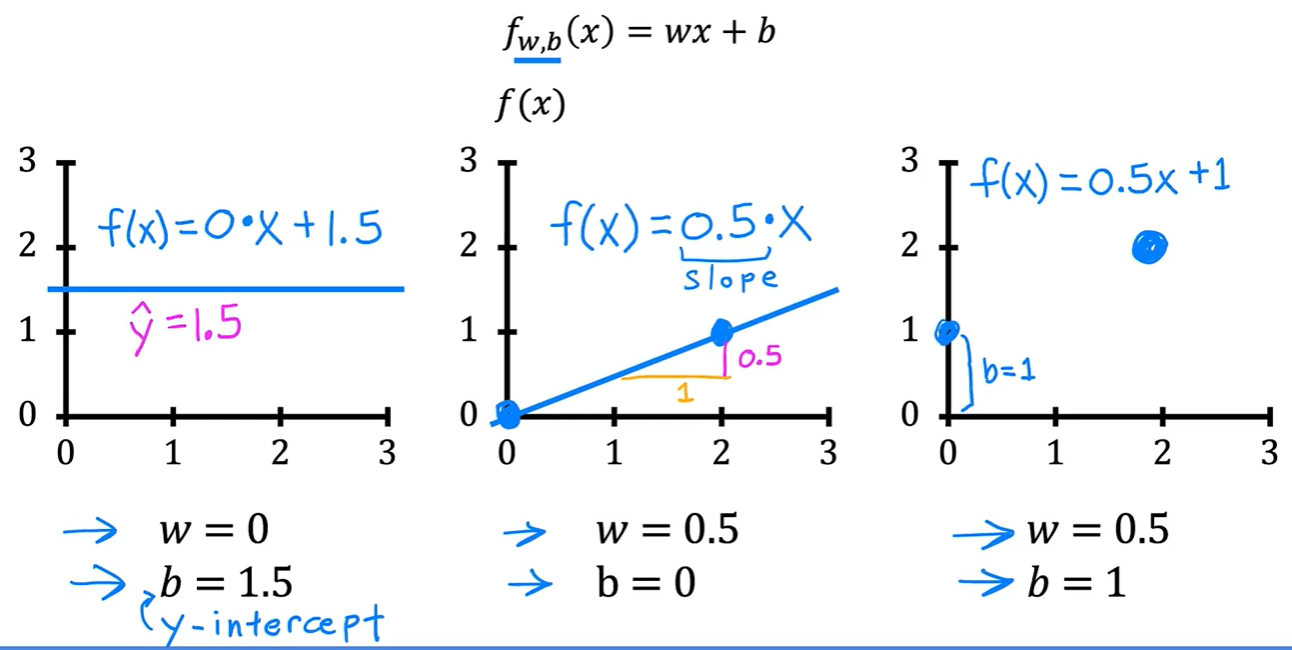 f_{w,b}(x) = wx + b
f(x)
3
2
1
0
0 1 2 3
f(x)=0•x+1.5
ŷ=1.5
→ w = 0
→ b = 1.5
y-intercept
3
2
1
0
0 1 2 3
f(x)=0.5•x
slope
0.5
1
→ w = 0.5
→ b = 0
3
2
1
0
0 1 2 3
f(x)=0.5x+1
b=1
→ w = 0.5
→ b = 1